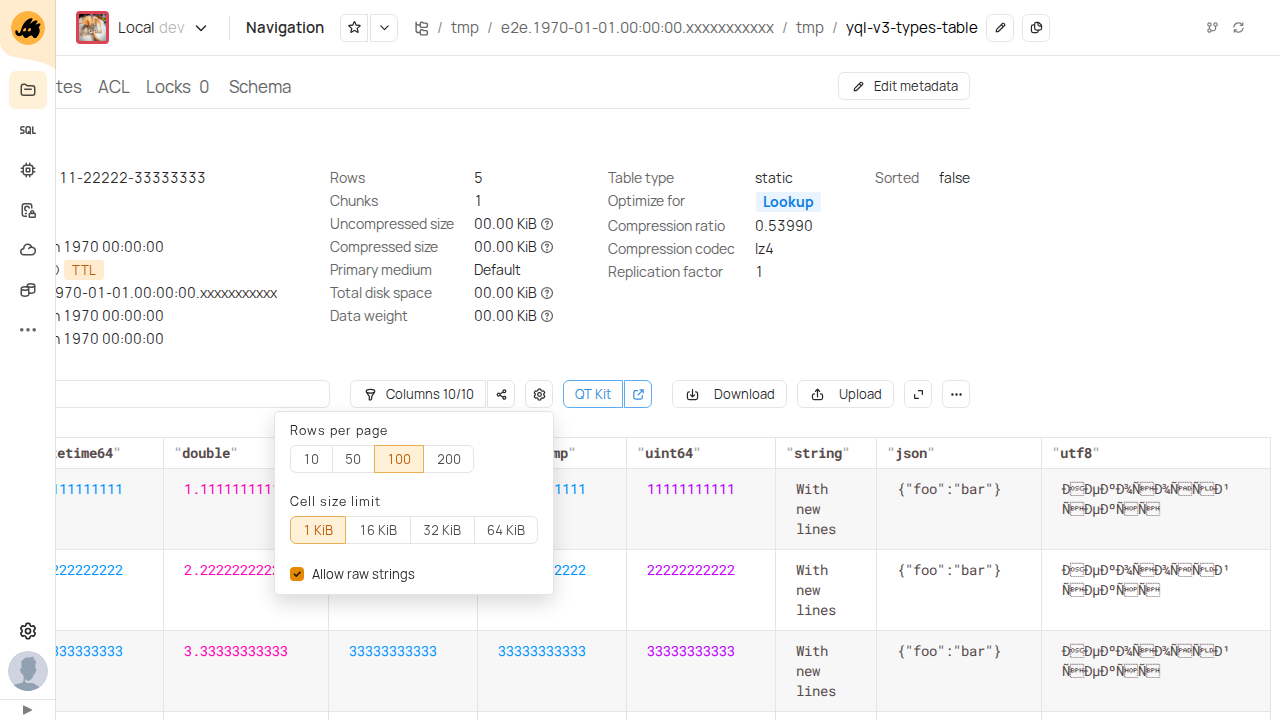 Local dev
Navigation
/ tmp / e2e.1970-01-01.00:00:00.xxxxxxxxxxx / tmp / yql-v3-types-table
SQL
tes ACL Locks 0 Schema
Edit metadata
11-22222-33333333
1970 00:00:00
TTL
970-01-01.00:00:00.xxxxxxxxxxx
1970 00:00:00
1970 00:00:00
Rows 5
Chunks 1
Uncompressed size 00.00 KiB
Compressed size 00.00 KiB
Primary medium Default
Total disk space 00.00 KiB
Data weight 00.00 KiB
Table type static
Optimize for Lookup
Compression ratio 0.53990
Compression codec lz4
Replication factor 1
Sorted false
Columns 10/10
QT Kit
Download
Upload
Rows per page
10 50 100 200
Cell size limit
1 KiB 16 KiB 32 KiB 64 KiB
Allow raw strings
etime64" "double" mp" "uint64" "string" "json" "utf8"
111111111 1.1111111111 11111 11111111111 With new lines {"foo":"bar"}
222222222 2.2222222222 22222 22222222222 With new lines {"foo":"bar"}
333333333 3.33333333333 33333333333 33333333333 33333333333 With new lines {"foo":"bar"}